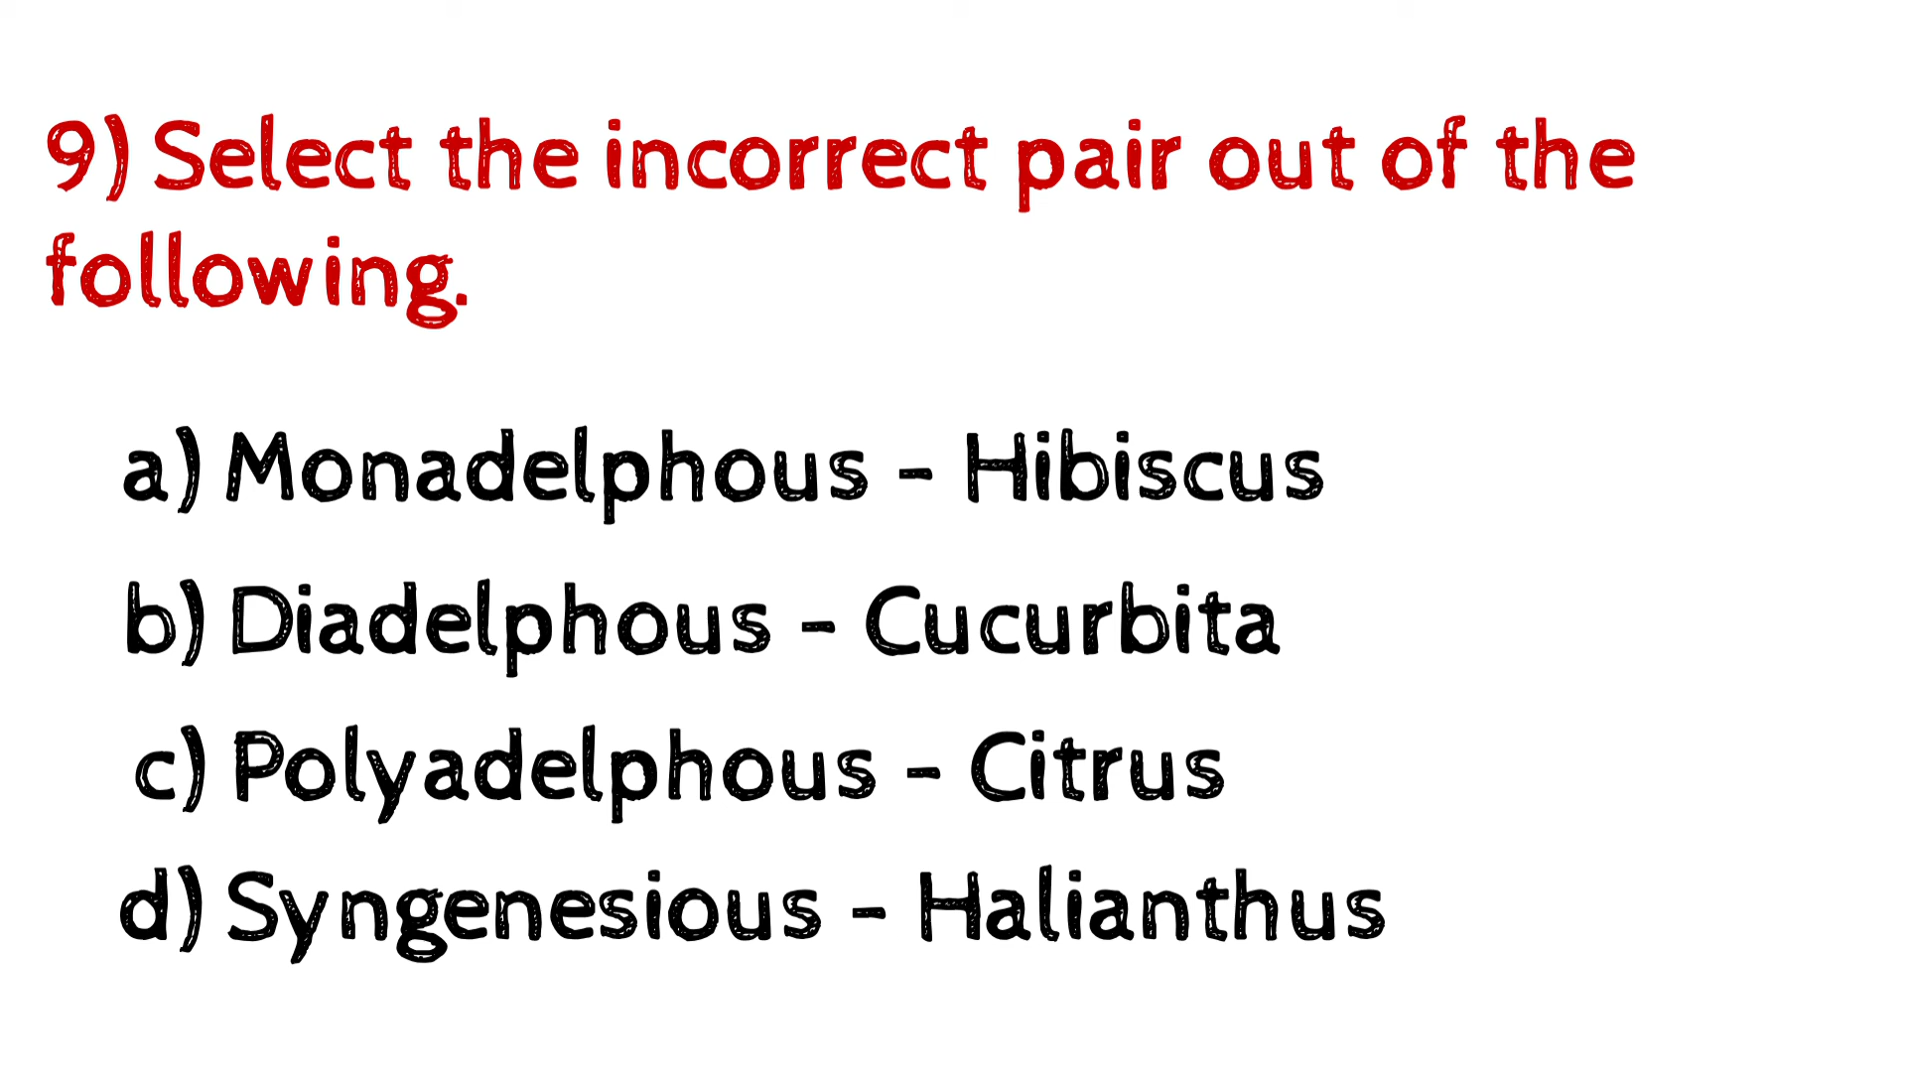 9) Select the incorrect pair out of the
following.
a) Monadelphous - Hibiscus
b) Diadelphous - Cucurbita
c) Polyadelphous - Citrus
d) Syngenesious - Halianthus